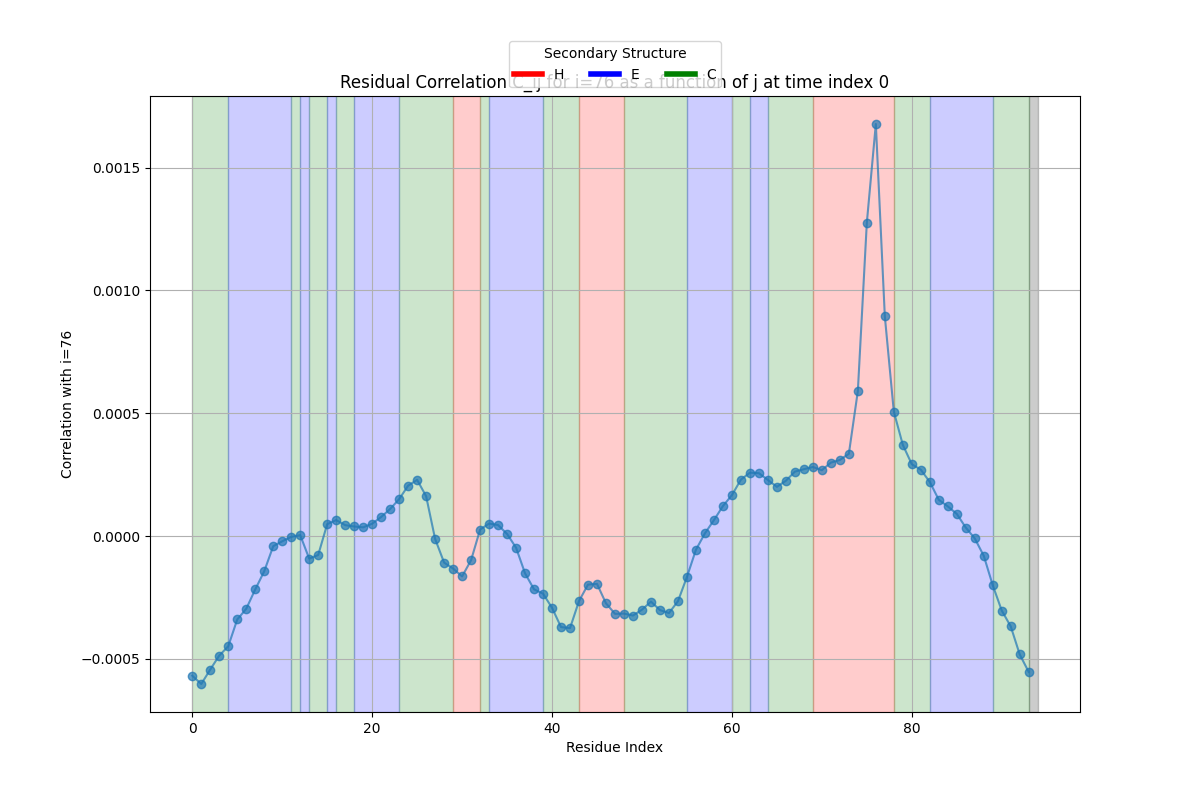 Secondary Structure
H E C
Residual Correlation C_ij for i=76 as a function of j at time index 0
0.0015
0.0010
0.0005
0.0000
−0.0005
Correlation with i=76
0 20 40 60 80
Residue Index